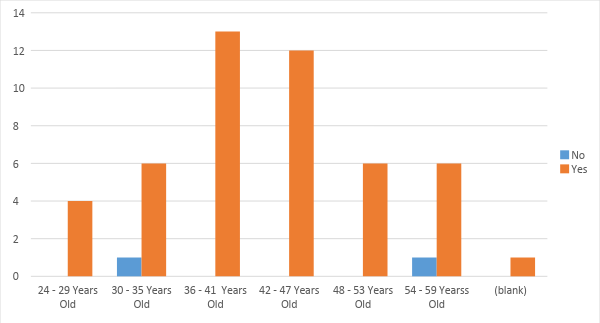 14
12
10
8
6
4
2
0
24 - 29 Years
Old
30 - 35 Years
Old
36 - 41  Years
Old
42 - 47 Years
Old
48 - 53 Years
Old
54 - 59 Yearss
Old
(blank)
No
Yes